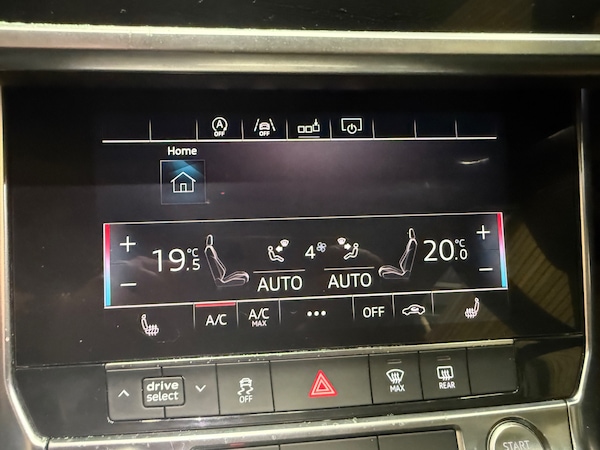 A OFF OFF
Home
+ 19.5 °C 4 20.0 °C +
− AUTO AUTO −
A/C A/C MAX ••• OFF
drive select OFF MAX REAR
START